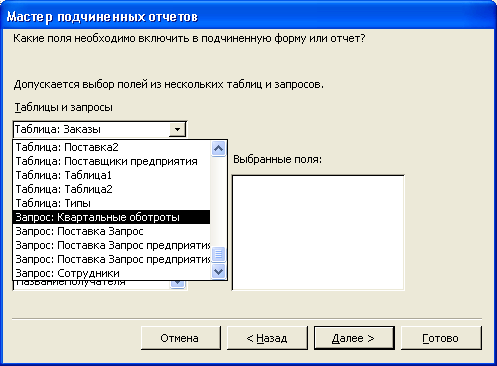 Мастер подчиненных отчетов
Какие поля необходимо включить в подчиненную форму или отчет?
Допускается выбор полей из нескольких таблиц и запросов.
Таблицы и запросы
Таблица: Заказы
Таблица: Поставка2
Таблица: Поставщики предприятия
Таблица: Таблица1
Таблица: Таблица2
Таблица: Типы
Запрос: Квартальные обтороты
Запрос: Поставка Запрос
Запрос: Поставка Запрос предприятия
Запрос: Поставка Запрос предприятия
Запрос: Сотрудники
НазваниеПолучателя
Выбранные поля:
Отмена
< Назад
Далее >
Готово